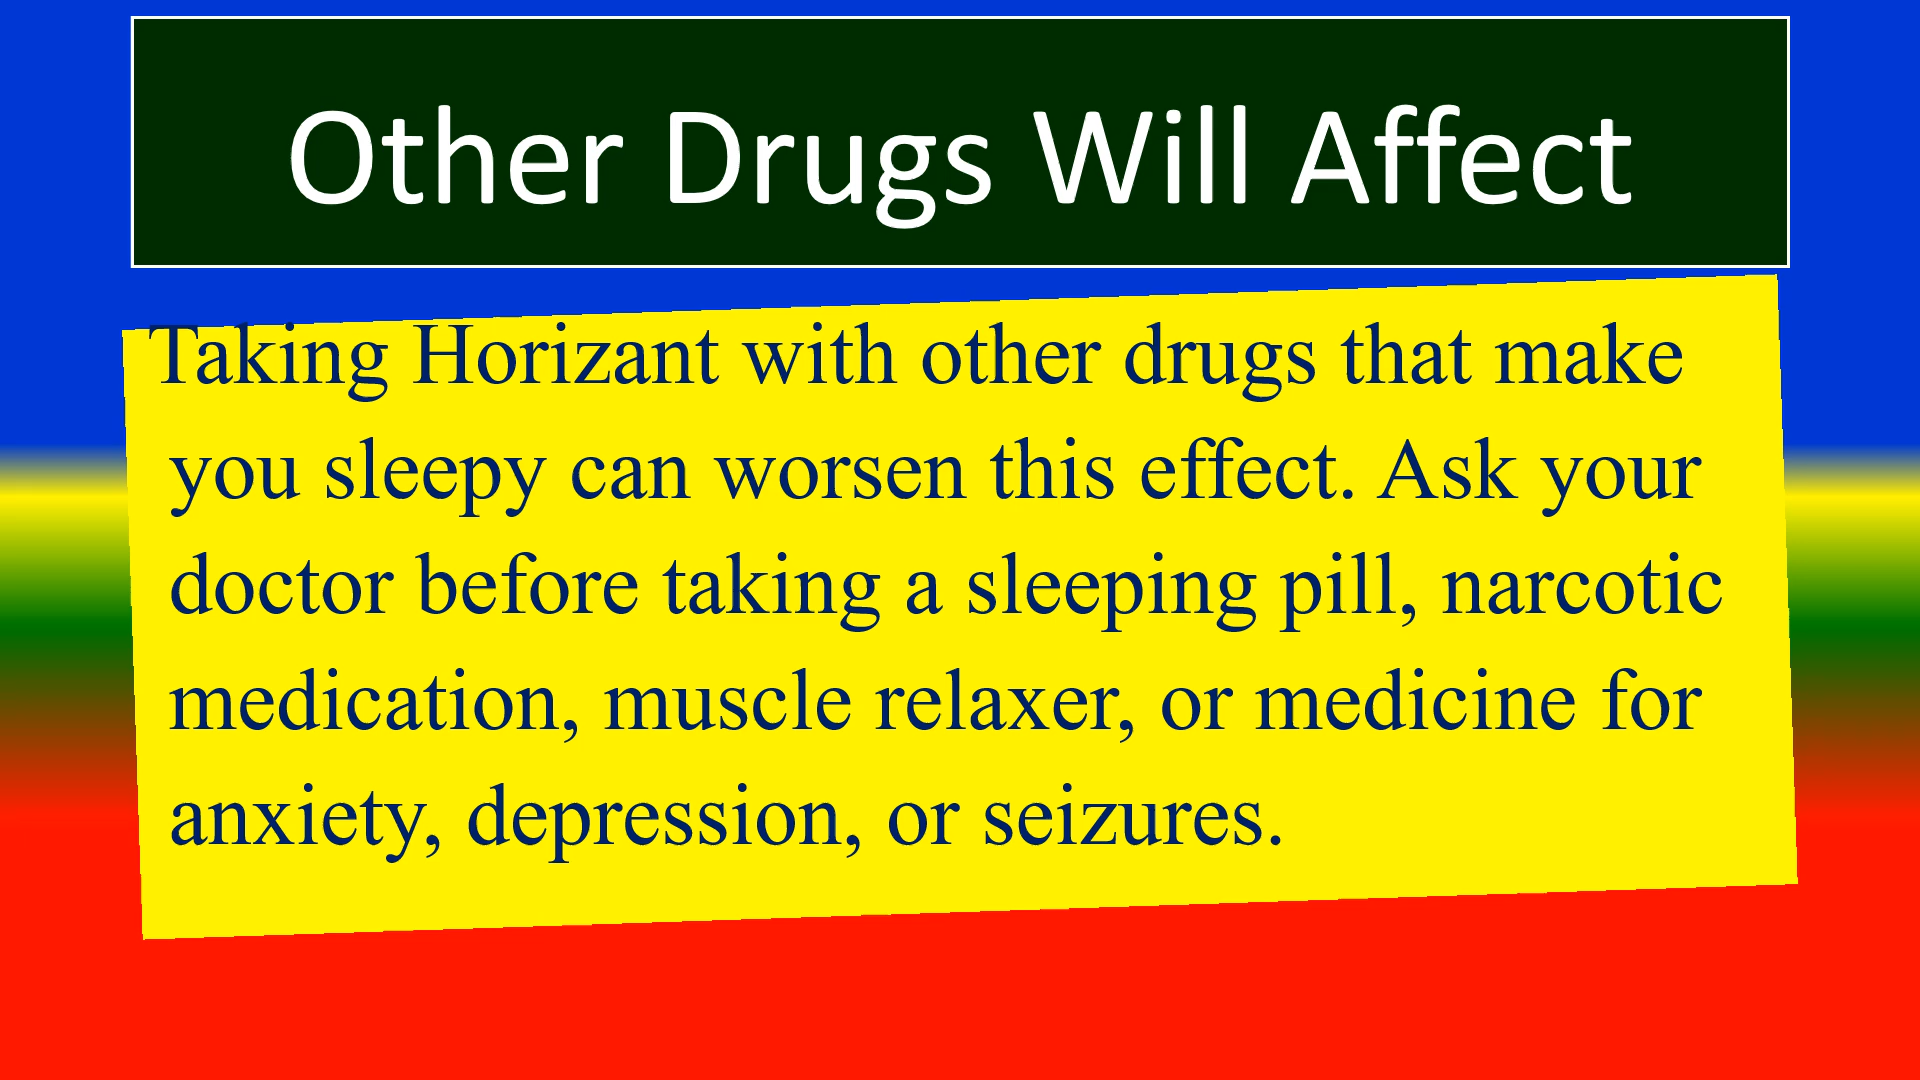 Other Drugs Will Affect
Taking Horizant with other drugs that make
you sleepy can worsen this effect. Ask your
doctor before taking a sleeping pill, narcotic
medication, muscle relaxer, or medicine for
anxiety, depression, or seizures.